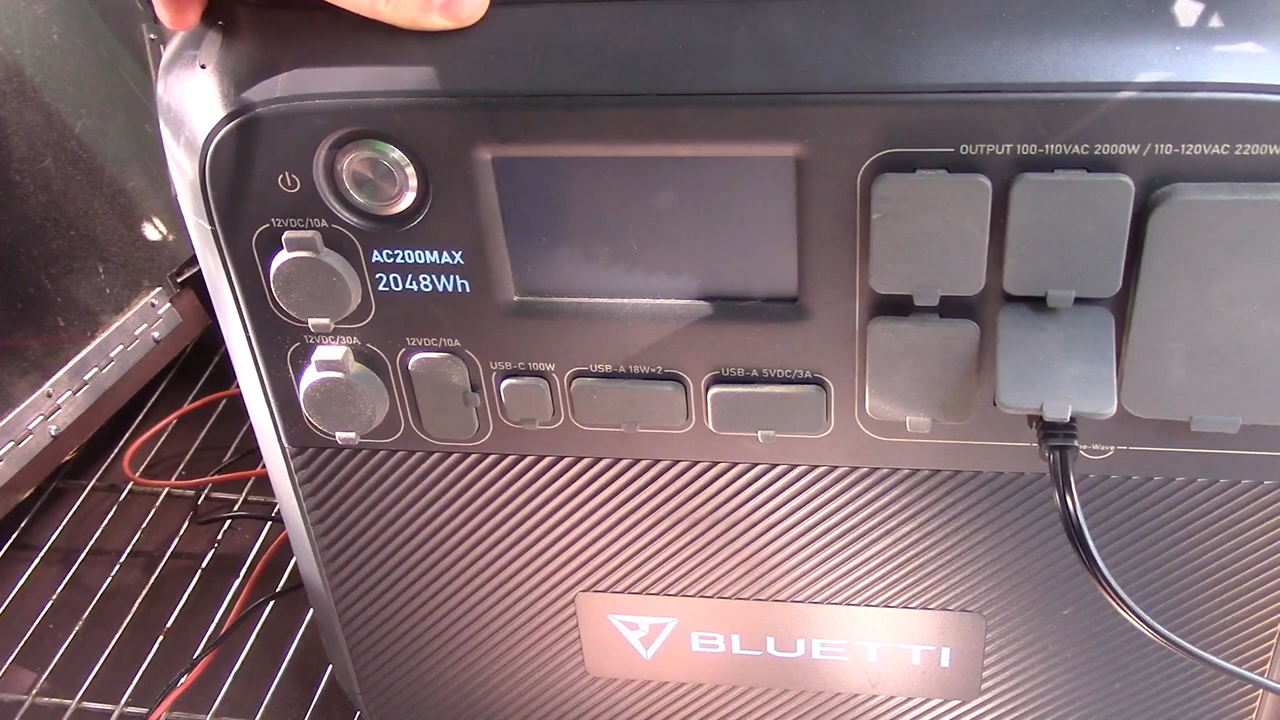 OUTPUT 100-110VAC 2000W / 110-120VAC 2200W
12VDC/10A
AC200MAX
2048Wh
12VDC/30A
12VDC/10A
USB-C 100W
USB-A 18W×2
USB-A 5VDC/3A
e-Wave
BLUETTI